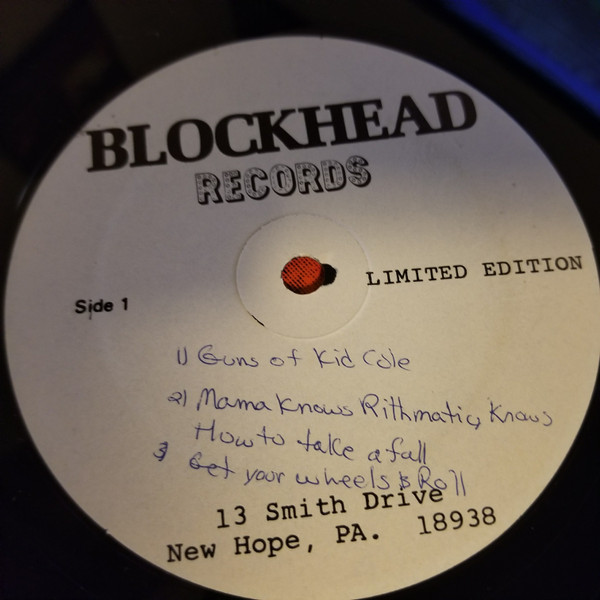 BLOCKHEAD
RECORDS
LIMITED EDITION
Side 1
1) Guns of Kid Cole
2) Mama Knows Rithmatic, Knows
How to take a fall
3 Get your wheels & Roll
13 Smith Drive
New Hope, PA. 18938